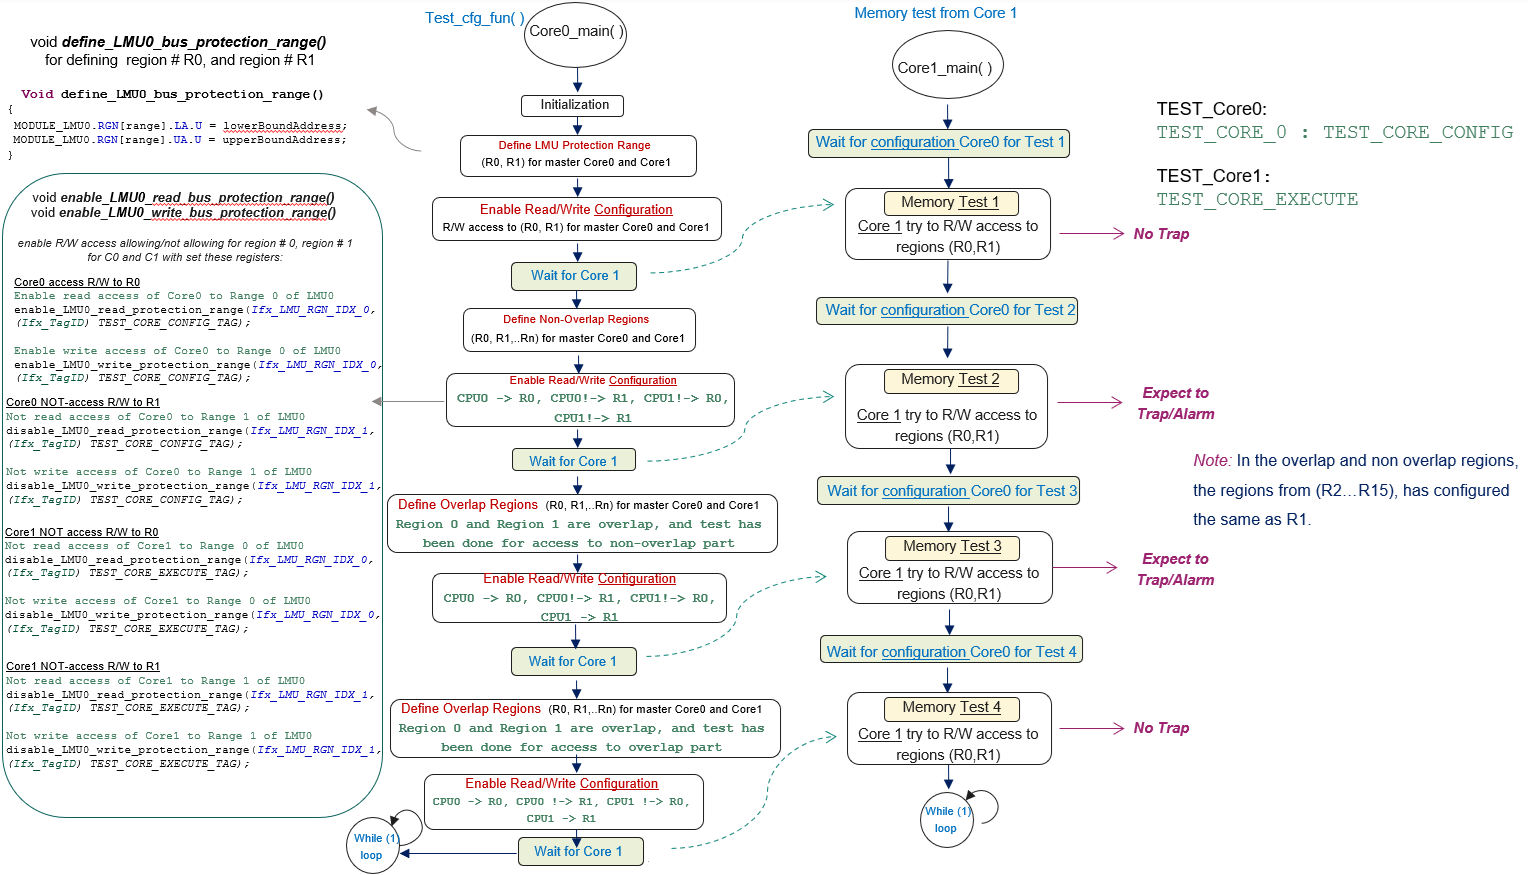 Test_cfg_fun( )
Memory test from Core 1
void define_LMU0_bus_protection_range()
for defining region # R0, and region # R1
Void define_LMU0_bus_protection_range()
{
MODULE_LMU0.RGN[range].LA.U = lowerBoundAddress;
MODULE_LMU0.RGN[range].UA.U = upperBoundAddress;
}
void enable_LMU0_read_bus_protection_range()
void enable_LMU0_write_bus_protection_range()
enable R/W access allowing/not allowing for region # 0, region # 1
for C0 and C1 with set these registers:
Core0 access R/W to R0
Enable read access of Core0 to Range 0 of LMU0
enable_LMU0_read_protection_range(Ifx_LMU_RGN_IDX_0,
(Ifx_TagID) TEST_CORE_CONFIG_TAG);
Enable write access of Core0 to Range 0 of LMU0
enable_LMU0_write_protection_range(Ifx_LMU_RGN_IDX_0,
(Ifx_TagID) TEST_CORE_CONFIG_TAG);
Core0 NOT-access R/W to R1
Not read access of Core0 to Range 1 of LMU0
disable_LMU0_read_protection_range(Ifx_LMU_RGN_IDX_1,
(Ifx_TagID) TEST_CORE_CONFIG_TAG);
Not write access of Core0 to Range 1 of LMU0
disable_LMU0_write_protection_range(Ifx_LMU_RGN_IDX_1,
(Ifx_TagID) TEST_CORE_CONFIG_TAG);
Core1 NOT access R/W to R0
Not read access of Core1 to Range 0 of LMU0
disable_LMU0_read_protection_range(Ifx_LMU_RGN_IDX_0,
(Ifx_TagID) TEST_CORE_EXECUTE_TAG);
Not write access of Core1 to Range 0 of LMU0
disable_LMU0_write_protection_range(Ifx_LMU_RGN_IDX_0,
(Ifx_TagID) TEST_CORE_EXECUTE_TAG);
Core1 NOT-access R/W to R1
Not read access of Core1 to Range 1 of LMU0
disable_LMU0_read_protection_range(Ifx_LMU_RGN_IDX_1,
(Ifx_TagID) TEST_CORE_EXECUTE_TAG);
Not write access of Core1 to Range 1 of LMU0
disable_LMU0_write_protection_range(Ifx_LMU_RGN_IDX_1,
(Ifx_TagID) TEST_CORE_EXECUTE_TAG);
Core0_main( )
Initialization
Define LMU Protection Range
(R0, R1) for master Core0 and Core1
Enable Read/Write Configuration
R/W access to (R0, R1) for master Core0 and Core1
Wait for Core 1
Define Non-Overlap Regions
(R0, R1,..Rn) for master Core0 and Core1
Enable Read/Write Configuration
CPU0 -> R0, CPU0!-> R1, CPU1!-> R0,
CPU1!-> R1
Wait for Core 1
Define Overlap Regions (R0, R1,..Rn) for master Core0 and Core1
Region 0 and Region 1 are overlap, and test has
been done for access to non-overlap part
Enable Read/Write Configuration
CPU0 -> R0, CPU0!-> R1, CPU1!-> R0,
CPU1 -> R1
Wait for Core 1
Define Overlap Regions (R0, R1,..Rn) for master Core0 and Core1
Region 0 and Region 1 are overlap, and test has
been done for access to overlap part
Enable Read/Write Configuration
CPU0 -> R0, CPU0 !-> R1, CPU1 !-> R0,
CPU1 -> R1
Wait for Core 1
While (1)
loop
Core1_main( )
Wait for configuration Core0 for Test 1
Memory Test 1
Core 1 try to R/W access to
regions (R0,R1)
No Trap
Wait for configuration Core0 for Test 2
Memory Test 2
Core 1 try to R/W access to
regions (R0,R1)
Expect to
Trap/Alarm
Wait for configuration Core0 for Test 3
Memory Test 3
Core 1 try to R/W access to
regions (R0,R1)
Expect to
Trap/Alarm
Wait for configuration Core0 for Test 4
Memory Test 4
Core 1 try to R/W access to
regions (R0,R1)
No Trap
While (1)
loop
TEST_Core0:
TEST_CORE_0 : TEST_CORE_CONFIG
TEST_Core1:
TEST_CORE_EXECUTE
Note: In the overlap and non overlap regions,
the regions from (R2...R15), has configured
the same as R1.